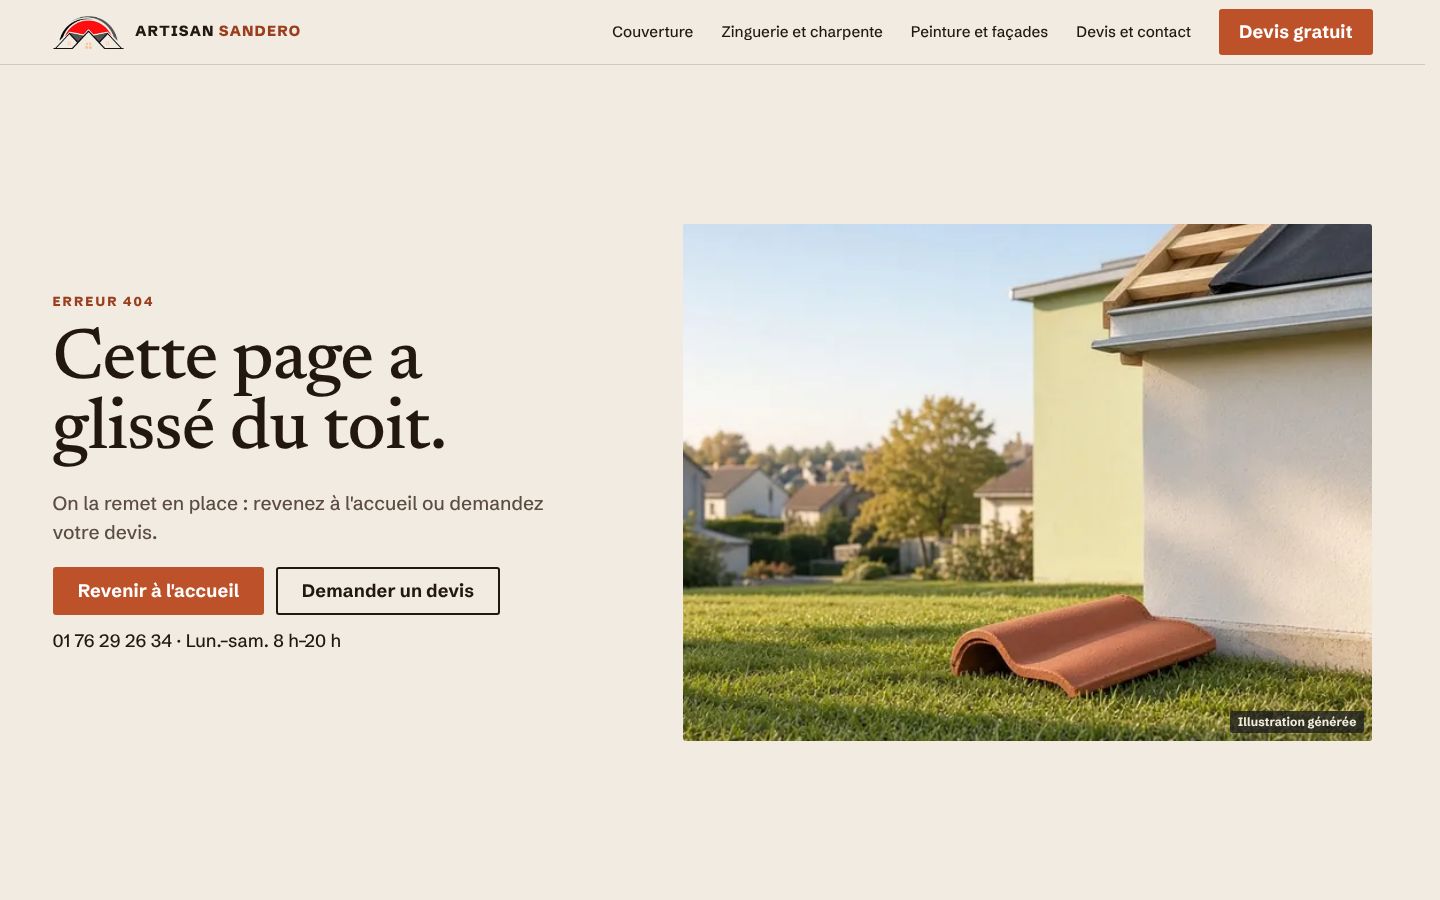 ARTISAN SANDERO
Couverture
Zinguerie et charpente
Peinture et façades
Devis et contact
Devis gratuit
ERREUR 404
Cette page a
glissé du toit.
On la remet en place : revenez à l'accueil ou demandez
votre devis.
Revenir à l'accueil
Demander un devis
01 76 29 26 34 · Lun.–sam. 8 h–20 h
Illustration générée